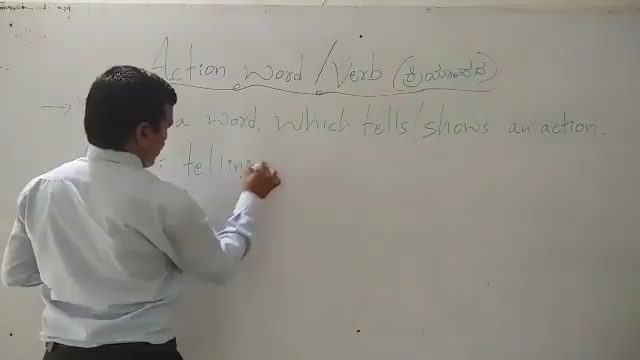 Action Word / Verb (ಕ್ರಿಯಾಪದ)
→ a word, which tells/shows an action.
telling